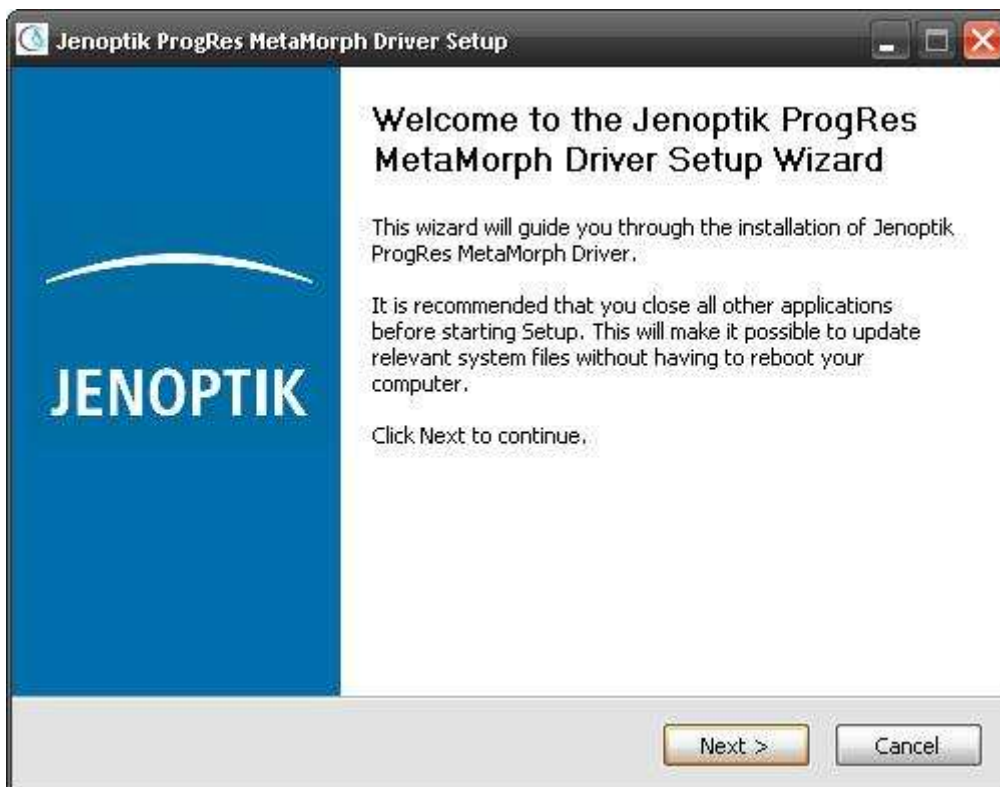 Jenoptik ProgRes MetaMorph Driver Setup
Welcome to the Jenoptik ProgRes
MetaMorph Driver Setup Wizard
This wizard will guide you through the installation of Jenoptik
ProgRes MetaMorph Driver.
It is recommended that you close all other applications
before starting Setup. This will make it possible to update
relevant system files without having to reboot your
computer.
Click Next to continue.
JENOPTIK
Next >
Cancel